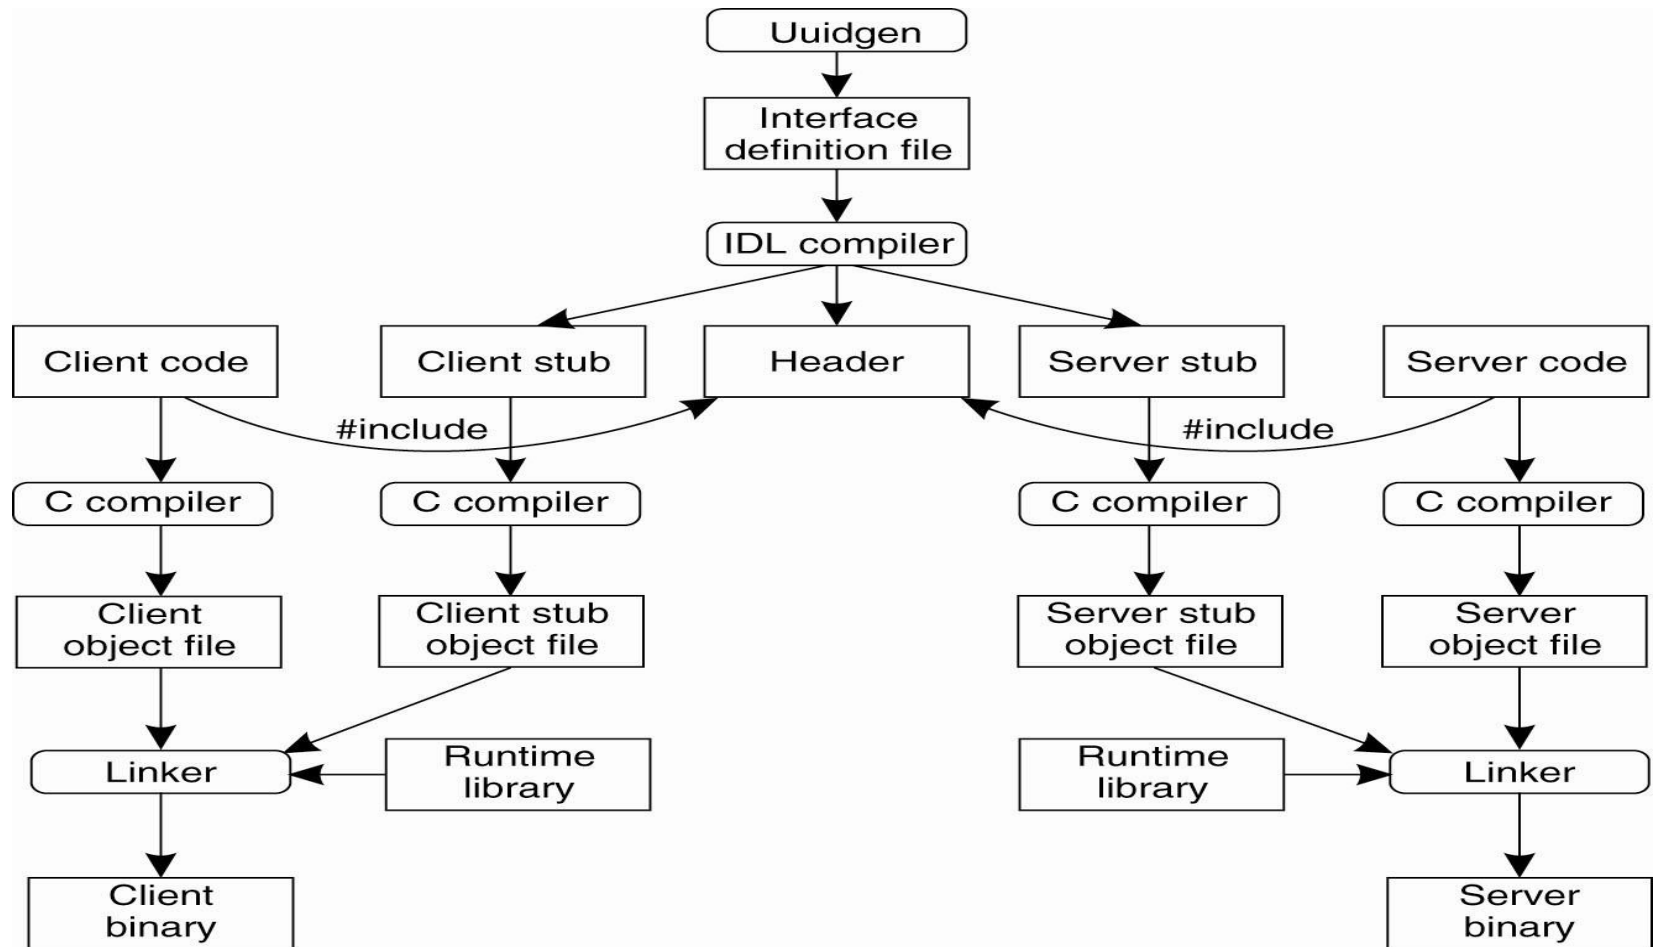 Uuidgen
Interface
definition file
IDL compiler
Client code
Client stub
Header
Server stub
Server code
#include
#include
C compiler
C compiler
C compiler
C compiler
Client
object file
Client stub
object file
Server stub
object file
Server
object file
Linker
Runtime
library
Runtime
library
Linker
Client
binary
Server
binary